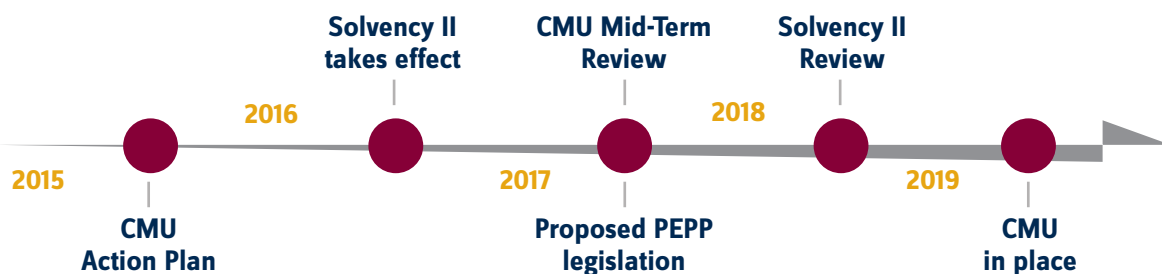 Solvency II
takes effect
CMU Mid-Term
Review
Solvency II
Review
2016
2018
2015
2017
2019
CMU
Action Plan
Proposed PEPP
legislation
CMU
in place